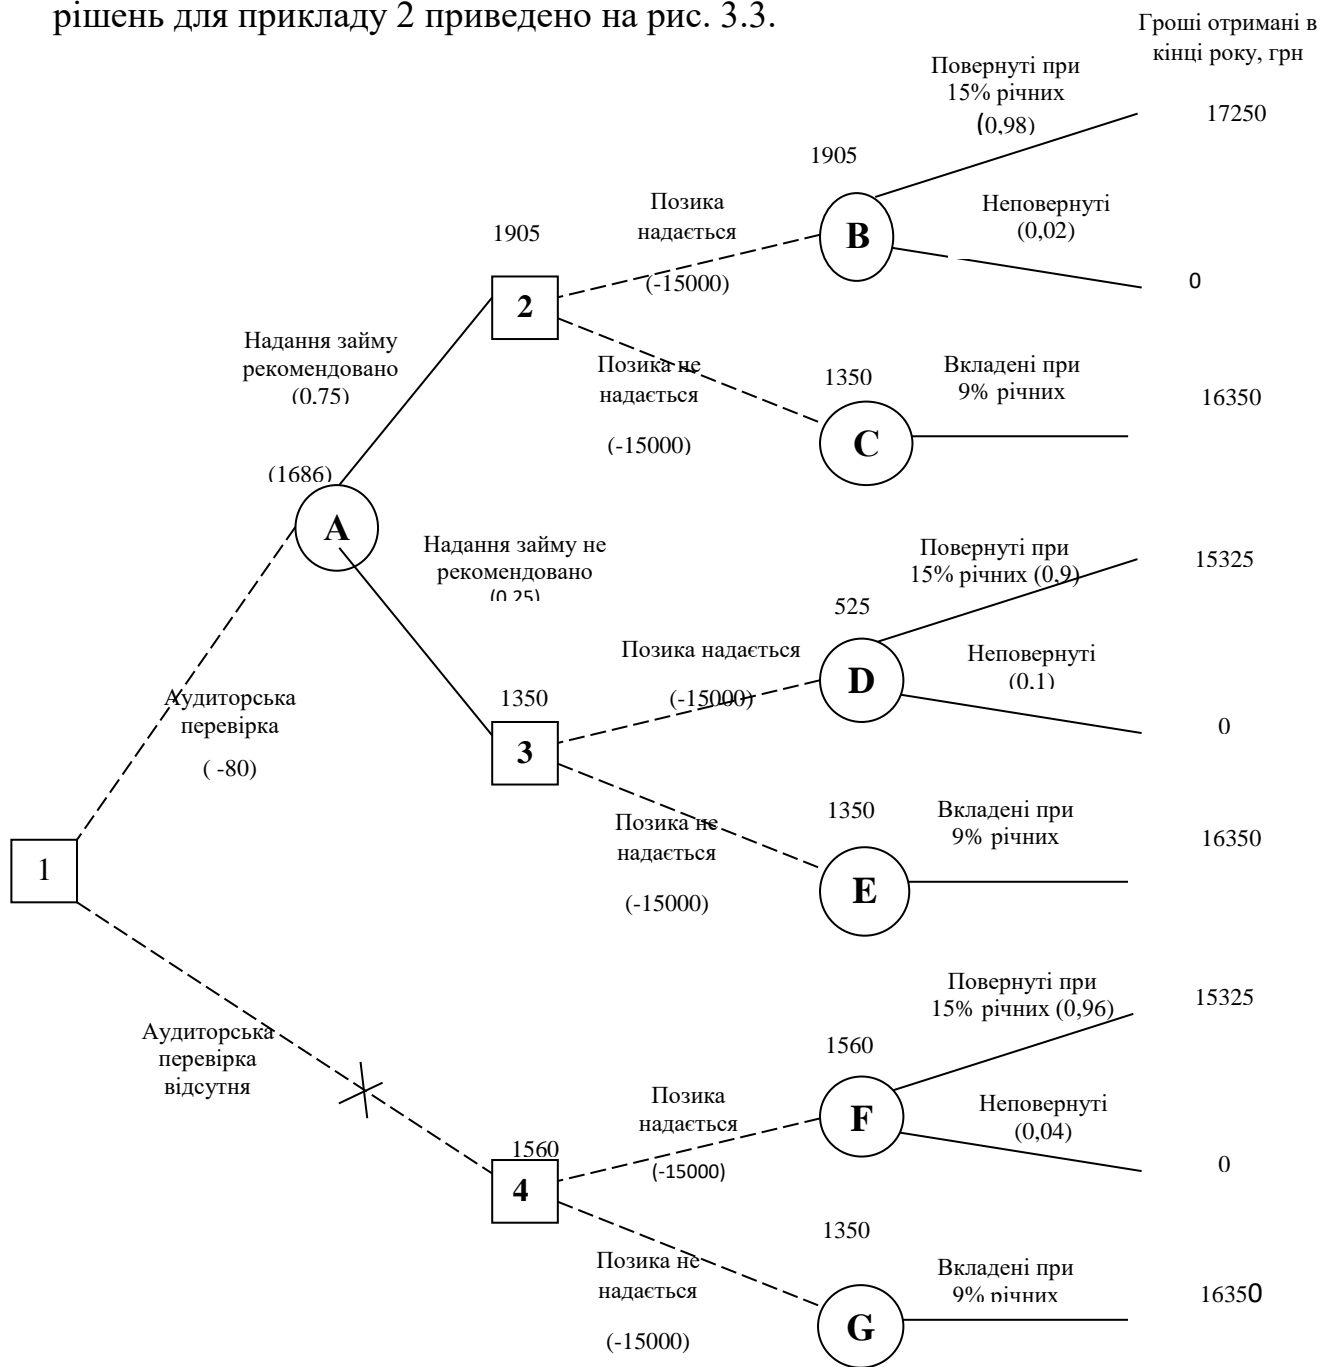 рішень для прикладу 2 приведено на рис. 3.3.
Гроші отримані в
кінці року, грн
Повернуті при
15% річних
(0,98)
17250
1905
Неповернуті
(0,02)
Позика
надається
B
1905
(-15000)
0
2
Надання займу
рекомендовано
(0.75)
Позика не
надається
1350
Вкладені при
9% річних
16350
(-15000)
C
(1686)
A
Надання займу не
рекомендовано
(0.25)
Повернуті при
15% річних (0,9)
15325
525
Позика надається
Неповернуті
(0.1)
D
Аудиторська
перевірка
(-15000)
1350
0
3
( -80)
1350
Вкладені при
9% річних
16350
Позика не
надається
1
E
(-15000)
Повернуті при
15% річних (0,96)
15325
Аудиторська
перевірка
відсутня
1560
Позика
надається
F
Неповернуті
(0,04)
1560
(-15000)
0
4
1350
Позика не
надається
Вкладені при
9% річних
16350
(-15000)
G